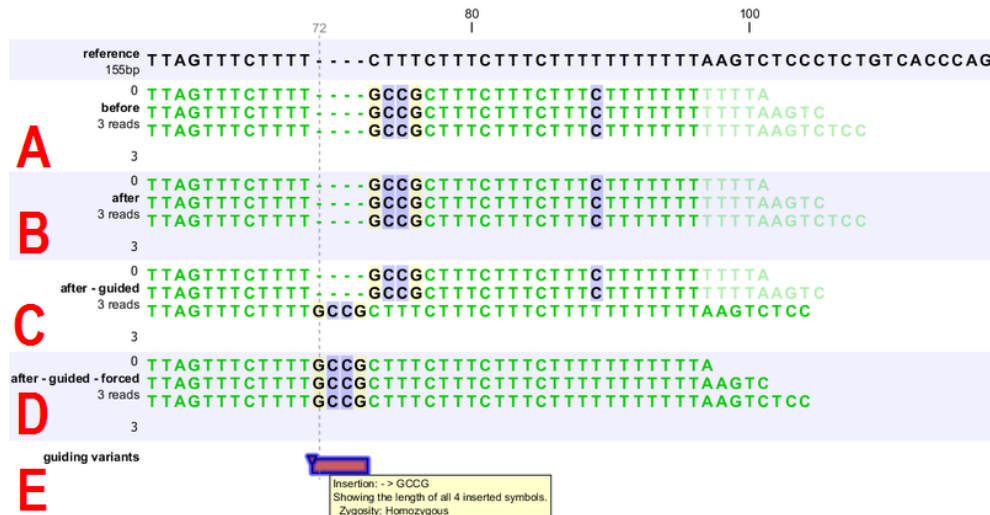 72 80 100
reference TTAGTTTCTTTT----CTTTCTTTCTTTCTTTTTTTTTTTAAGTCTCCCTCTGTCACCCAG
155bp
A
0 TTAGTTTCTTTT----GCCGCTTTCTTTCTTTCTTTTTTTTTTTA
before TTAGTTTCTTTT----GCCGCTTTCTTTCTTTCTTTTTTTTTTTAAGTC
3 reads TTAGTTTCTTTT----GCCGCTTTCTTTCTTTCTTTTTTTTTTTAAGTCTCC
3
B
0 TTAGTTTCTTTT----GCCGCTTTCTTTCTTTCTTTTTTTTTTTA
after TTAGTTTCTTTT----GCCGCTTTCTTTCTTTCTTTTTTTTTTTAAGTC
3 reads TTAGTTTCTTTT----GCCGCTTTCTTTCTTTCTTTTTTTTTTTAAGTCTCC
3
C
0 TTAGTTTCTTTT----GCCGCTTTCTTTCTTTCTTTTTTTTTTTA
after - guided TTAGTTTCTTTT----GCCGCTTTCTTTCTTTCTTTTTTTTTTTAAGTC
3 reads TTAGTTTCTTTTGCCGCTTTCTTTCTTTCTTTTTTTTTTTAAGTCTCC
3
D
0 TTAGTTTCTTTTGCCGCTTTCTTTCTTTCTTTTTTTTTTTA
after - guided - forced TTAGTTTCTTTTGCCGCTTTCTTTCTTTCTTTTTTTTTTTAAGTC
3 reads TTAGTTTCTTTTGCCGCTTTCTTTCTTTCTTTTTTTTTTTAAGTCTCC
3
E
guiding variants
Insertion: - > GCCG
Showing the length of all 4 inserted symbols.
Zygosity: Homozygous